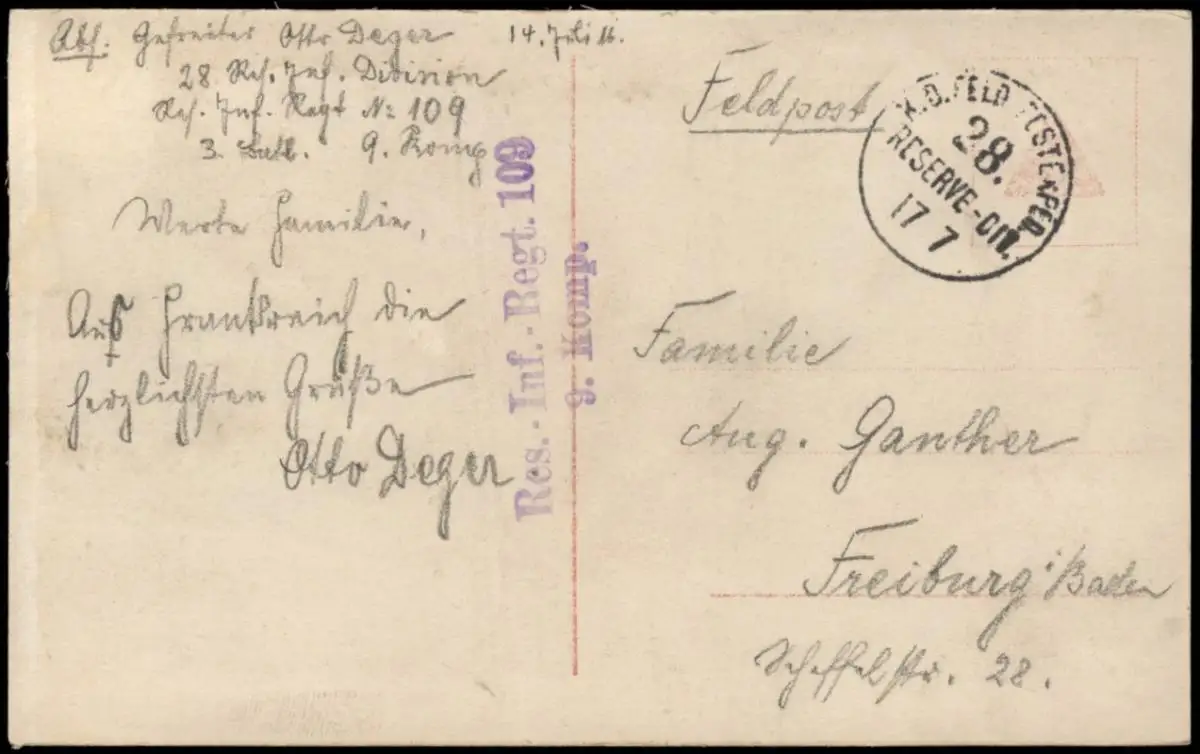 Abs. Gefreiter Otto Deger 14. Juli 16.
28 Res. Inf. Division
Res. Inf. Regt No 109
3. Batl. 9. Komp
Werte Familie,
Aus Frankreich die
herzlichsten Grüße
Otto Deger
Res.-Inf.-Regt. 109
9. Komp.
Feldpost
K.D. FELDPOSTEXPED.
28.
RESERVE-DIV.
17 7
Familie
Aug. Ganther
Freiburg i/Baden
Scheffelstr. 28.